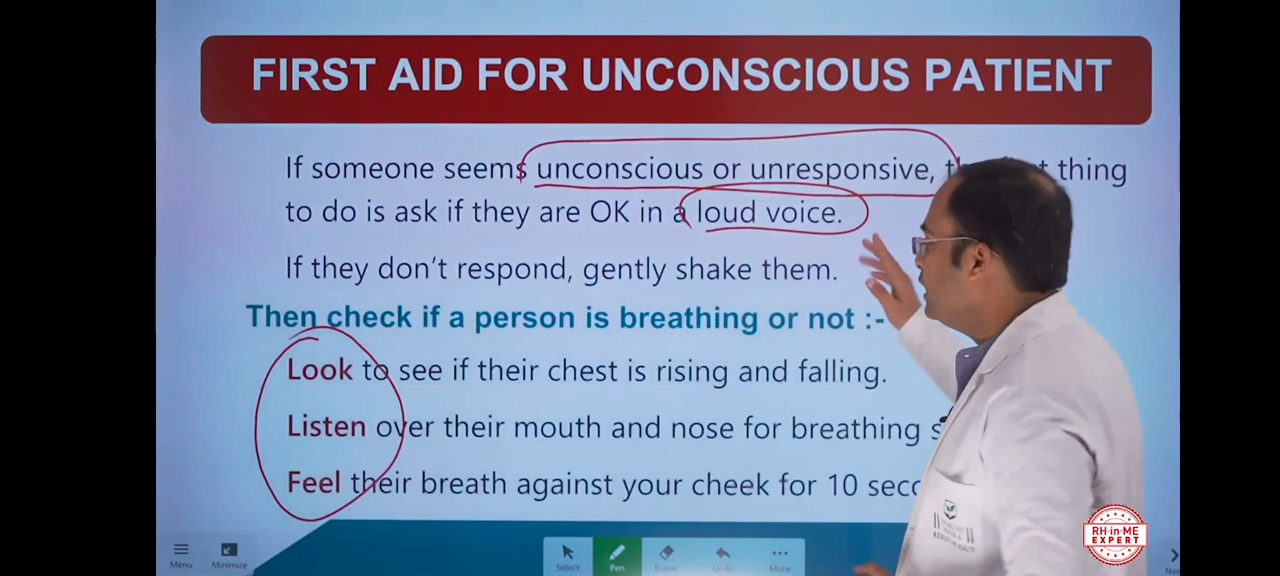 FIRST AID FOR UNCONSCIOUS PATIENT
If someone seems unconscious or unresponsive, thing
to do is ask if they are OK in a loud voice.
If they don't respond, gently shake them.
Then check if a person is breathing or not :-
Look to see if their chest is rising and falling.
Listen over their mouth and nose for breathing
Feel their breath against your cheek for 10
RH-in-ME
EXPERT
Menu
Minimize
Select
Pen
Eraser
Undo
More